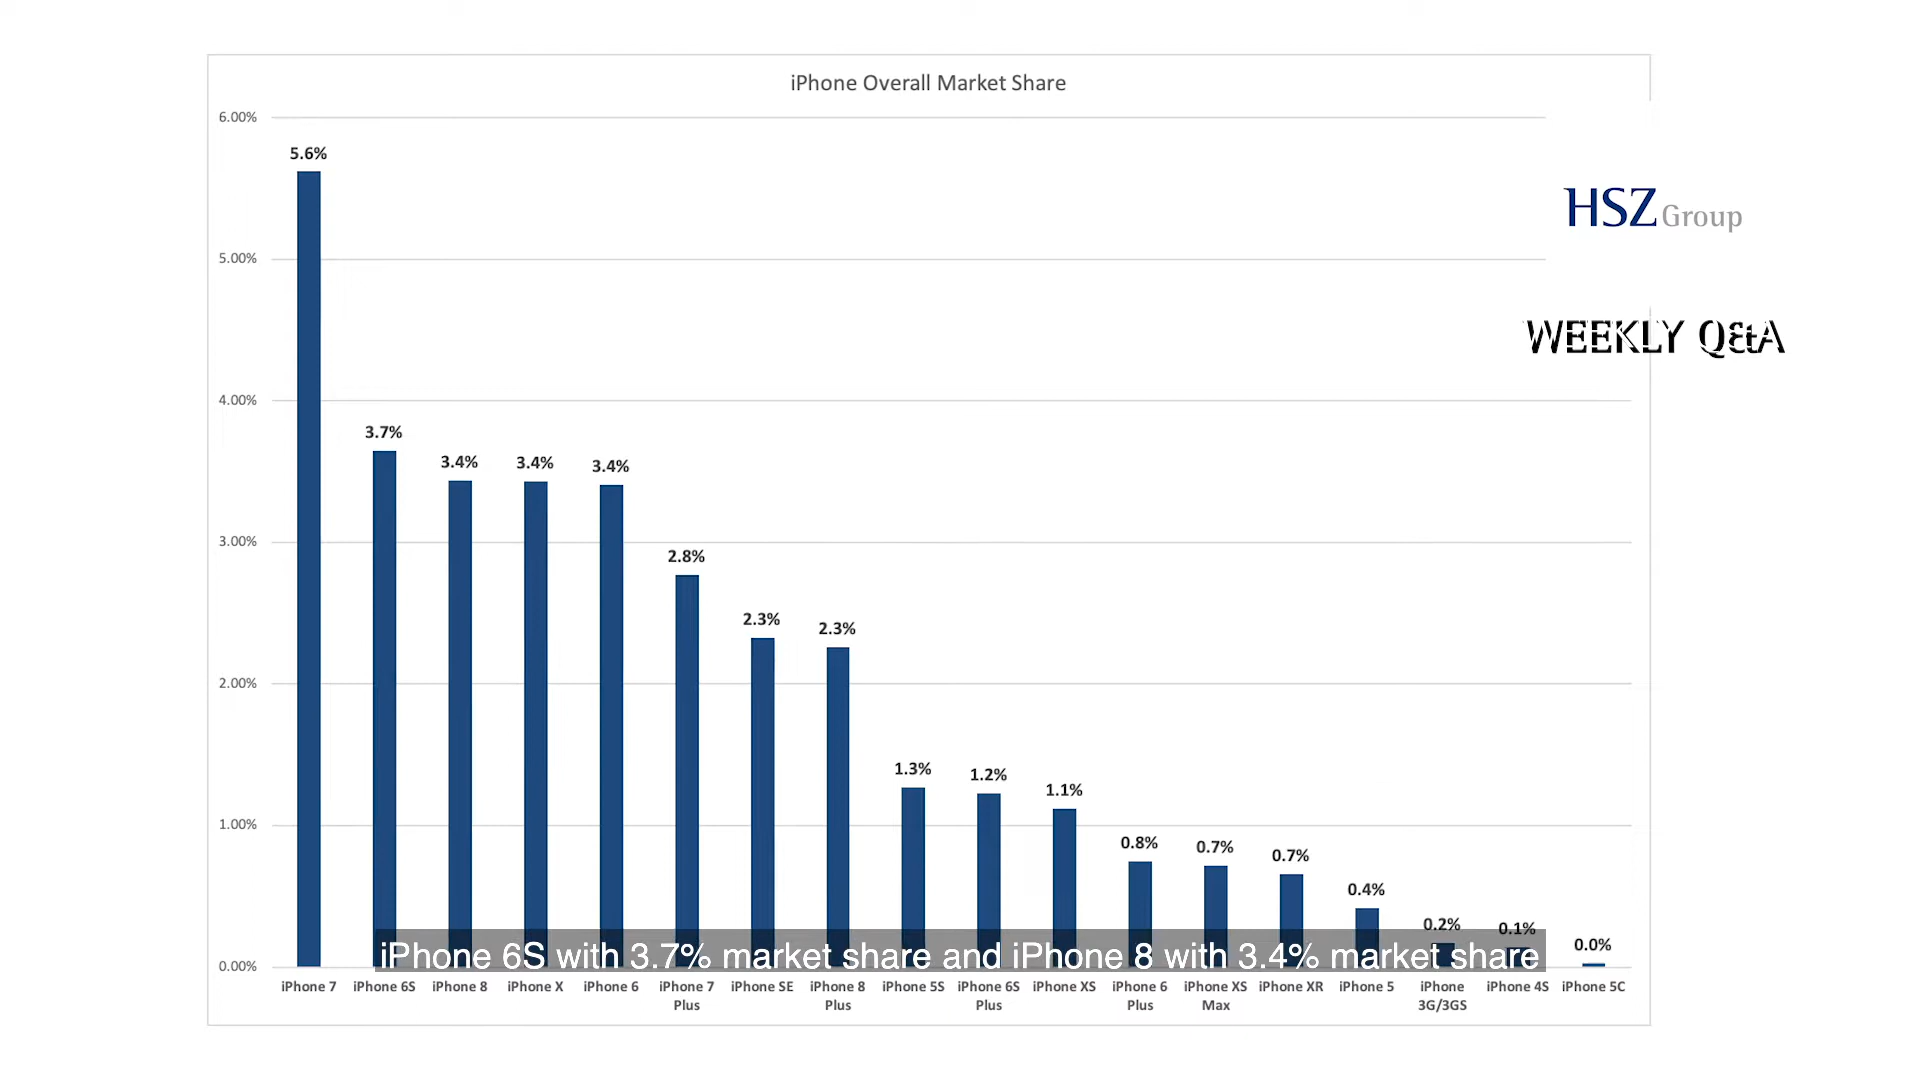 iPhone Overall Market Share
6.00%
5.00%
4.00%
3.00%
2.00%
1.00%
0.00%
5.6%
3.7%
3.4%
3.4%
3.4%
2.8%
2.3%
2.3%
1.3%
1.2%
1.1%
0.8%
0.7%
0.7%
0.4%
0.2%
0.1%
0.0%
iPhone 7
iPhone 6S
iPhone 8
iPhone X
iPhone 6
iPhone 7
Plus
iPhone SE
iPhone 8
Plus
iPhone 5S
iPhone 6S
Plus
iPhone XS
iPhone 6
Plus
iPhone XS
Max
iPhone XR
iPhone 5
iPhone
3G/3GS
iPhone 4S
iPhone 5C
HSZ Group
WEEKLY Q&A
iPhone 6S with 3.7% market share and iPhone 8 with 3.4% market share